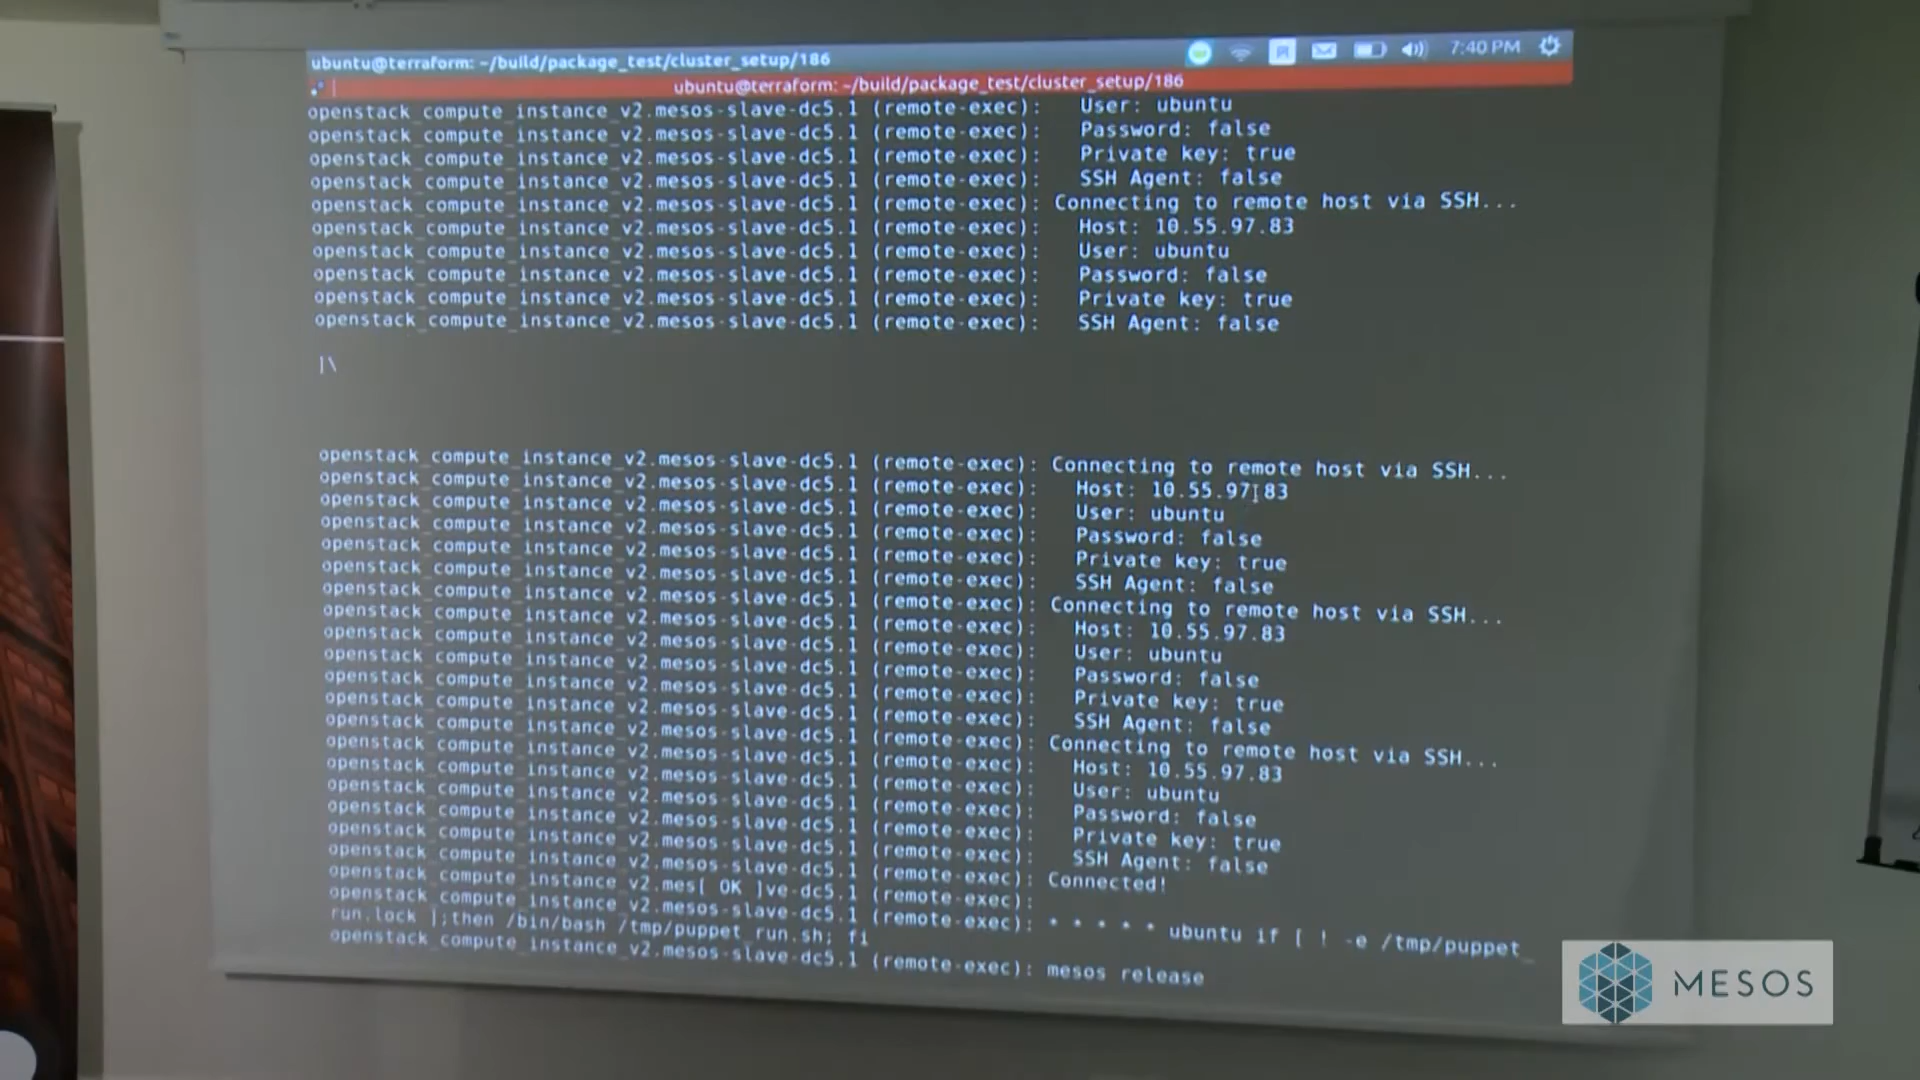 ubuntu@terraform: ~/build/package_test/cluster_setup/186
7:40 PM
ubuntu@terraform: ~/build/package_test/cluster_setup/186
openstack_compute_instance_v2.mesos-slave-dc5.1 (remote-exec):   User: ubuntu
openstack_compute_instance_v2.mesos-slave-dc5.1 (remote-exec):   Password: false
openstack_compute_instance_v2.mesos-slave-dc5.1 (remote-exec):   Private key: true
openstack_compute_instance_v2.mesos-slave-dc5.1 (remote-exec):   SSH Agent: false
openstack_compute_instance_v2.mesos-slave-dc5.1 (remote-exec): Connecting to remote host via SSH...
openstack_compute_instance_v2.mesos-slave-dc5.1 (remote-exec):   Host: 10.55.97.83
openstack_compute_instance_v2.mesos-slave-dc5.1 (remote-exec):   User: ubuntu
openstack_compute_instance_v2.mesos-slave-dc5.1 (remote-exec):   Password: false
openstack_compute_instance_v2.mesos-slave-dc5.1 (remote-exec):   Private key: true
openstack_compute_instance_v2.mesos-slave-dc5.1 (remote-exec):   SSH Agent: false
|\
openstack_compute_instance_v2.mesos-slave-dc5.1 (remote-exec): Connecting to remote host via SSH...
openstack_compute_instance_v2.mesos-slave-dc5.1 (remote-exec):   Host: 10.55.97.83
openstack_compute_instance_v2.mesos-slave-dc5.1 (remote-exec):   User: ubuntu
openstack_compute_instance_v2.mesos-slave-dc5.1 (remote-exec):   Password: false
openstack_compute_instance_v2.mesos-slave-dc5.1 (remote-exec):   Private key: true
openstack_compute_instance_v2.mesos-slave-dc5.1 (remote-exec):   SSH Agent: false
openstack_compute_instance_v2.mesos-slave-dc5.1 (remote-exec): Connecting to remote host via SSH...
openstack_compute_instance_v2.mesos-slave-dc5.1 (remote-exec):   Host: 10.55.97.83
openstack_compute_instance_v2.mesos-slave-dc5.1 (remote-exec):   User: ubuntu
openstack_compute_instance_v2.mesos-slave-dc5.1 (remote-exec):   Password: false
openstack_compute_instance_v2.mesos-slave-dc5.1 (remote-exec):   Private key: true
openstack_compute_instance_v2.mesos-slave-dc5.1 (remote-exec):   SSH Agent: false
openstack_compute_instance_v2.mesos-slave-dc5.1 (remote-exec): Connecting to remote host via SSH...
openstack_compute_instance_v2.mesos-slave-dc5.1 (remote-exec):   Host: 10.55.97.83
openstack_compute_instance_v2.mesos-slave-dc5.1 (remote-exec):   User: ubuntu
openstack_compute_instance_v2.mesos-slave-dc5.1 (remote-exec):   Password: false
openstack_compute_instance_v2.mesos-slave-dc5.1 (remote-exec):   Private key: true
openstack_compute_instance_v2.mesos-slave-dc5.1 (remote-exec):   SSH Agent: false
openstack_compute_instance_v2.mesos-slave-dc5.1 (remote-exec): Connected!
openstack_compute_instance_v2.mes[ OK ]ve-dc5.1 (remote-exec):
openstack_compute_instance_v2.mesos-slave-dc5.1 (remote-exec): * * * * * ubuntu if [ ! -e /tmp/puppet_
run.lock ];then /bin/bash /tmp/puppet_run.sh; fi
openstack_compute_instance_v2.mesos-slave-dc5.1 (remote-exec): mesos release
MESOS